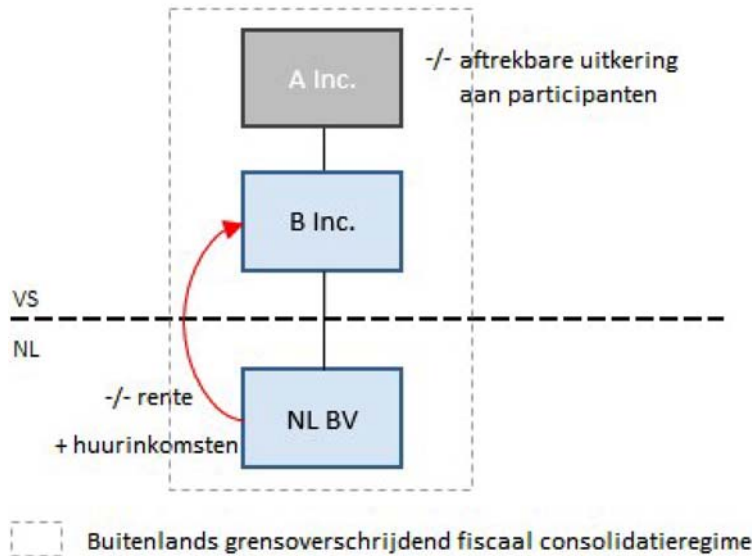 A Inc.
-/- aftrekbare uitkering
aan participanten
B Inc.
VS
NL
-/- rente
+ huurinkomsten
NL BV
Buitenlands grensoverschrijdend fiscaal consolidatieregime